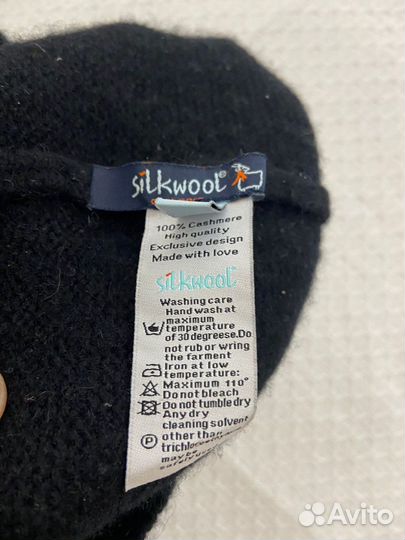 silkwool®
100% Cashmere
High quality
Exclusive design
Made with love
silkwool®
Washing care
Hand wash at
maximum
temperature
of 30 degreese.Do
not rub or wring
the farment
Iron at low
temperature:
Maximum 110°
Do not bleach
Do not tumble dry
Any dry
cleaning solvent
other than
may be
Avito